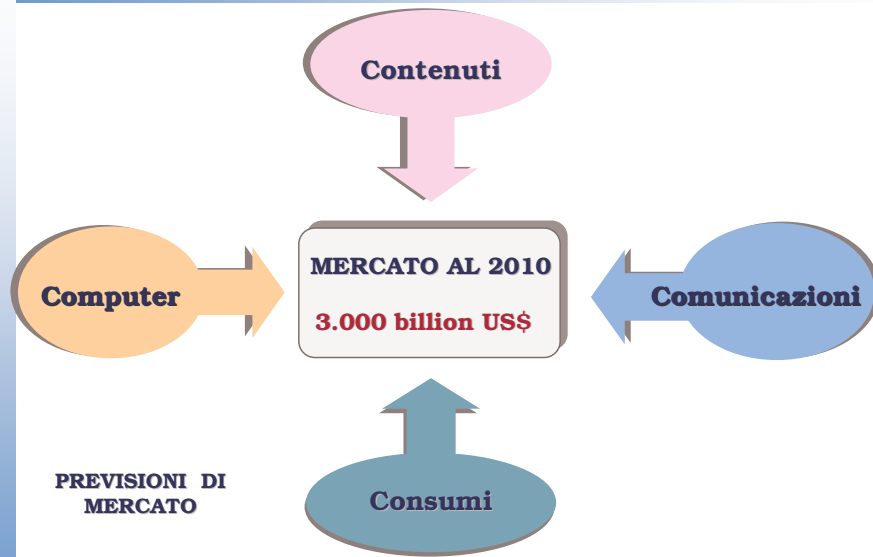 Contenuti
MERCATO AL 2010
3.000 billion US$
Computer
Comunicazioni
Consumi
PREVISIONI DI
MERCATO